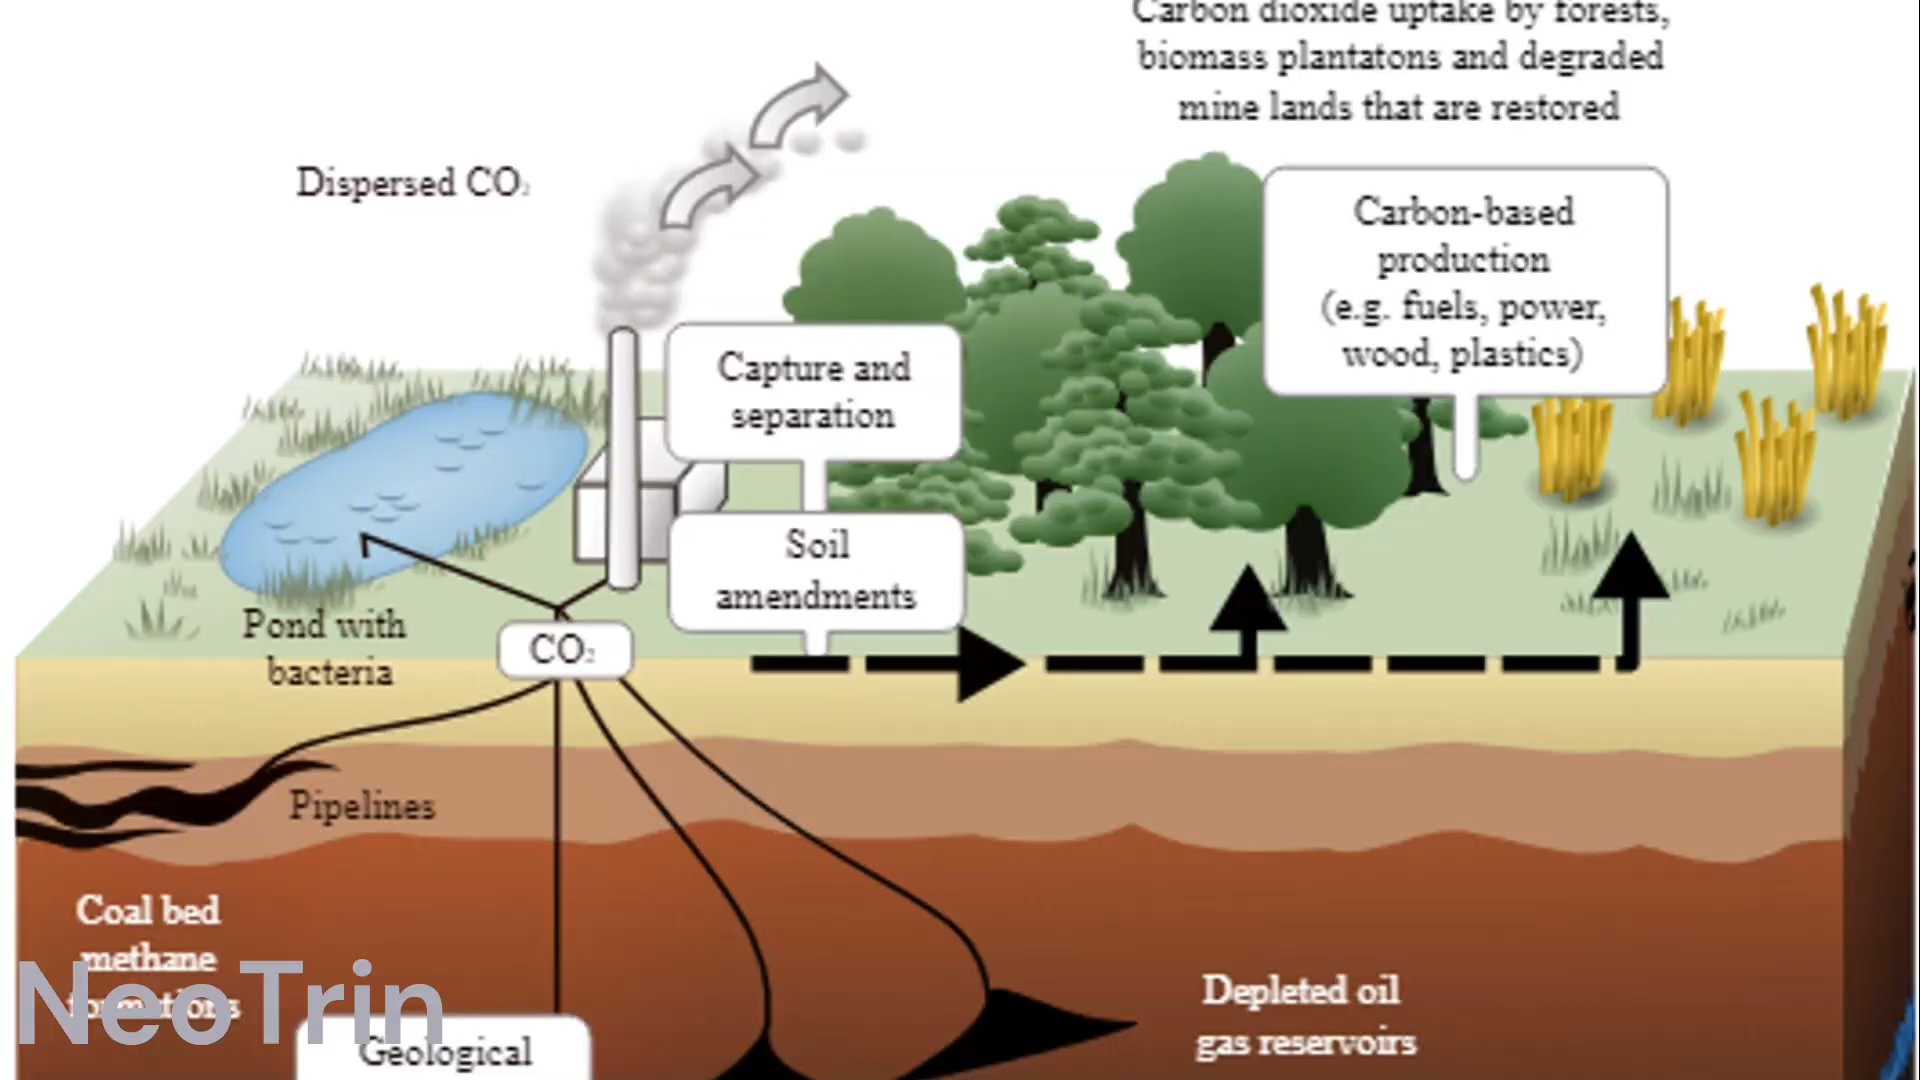 Carbon dioxide uptake by forests,
biomass plantatons and degraded
mine lands that are restored
Dispersed CO₂
Carbon-based
production
(e.g. fuels, power,
wood, plastics)
Capture and
separation
Soil
amendments
Pond with
bacteria
CO₂
Pipelines
Coal bed
methane
formations
NeoTrin
Geological
Depleted oil
gas reservoirs